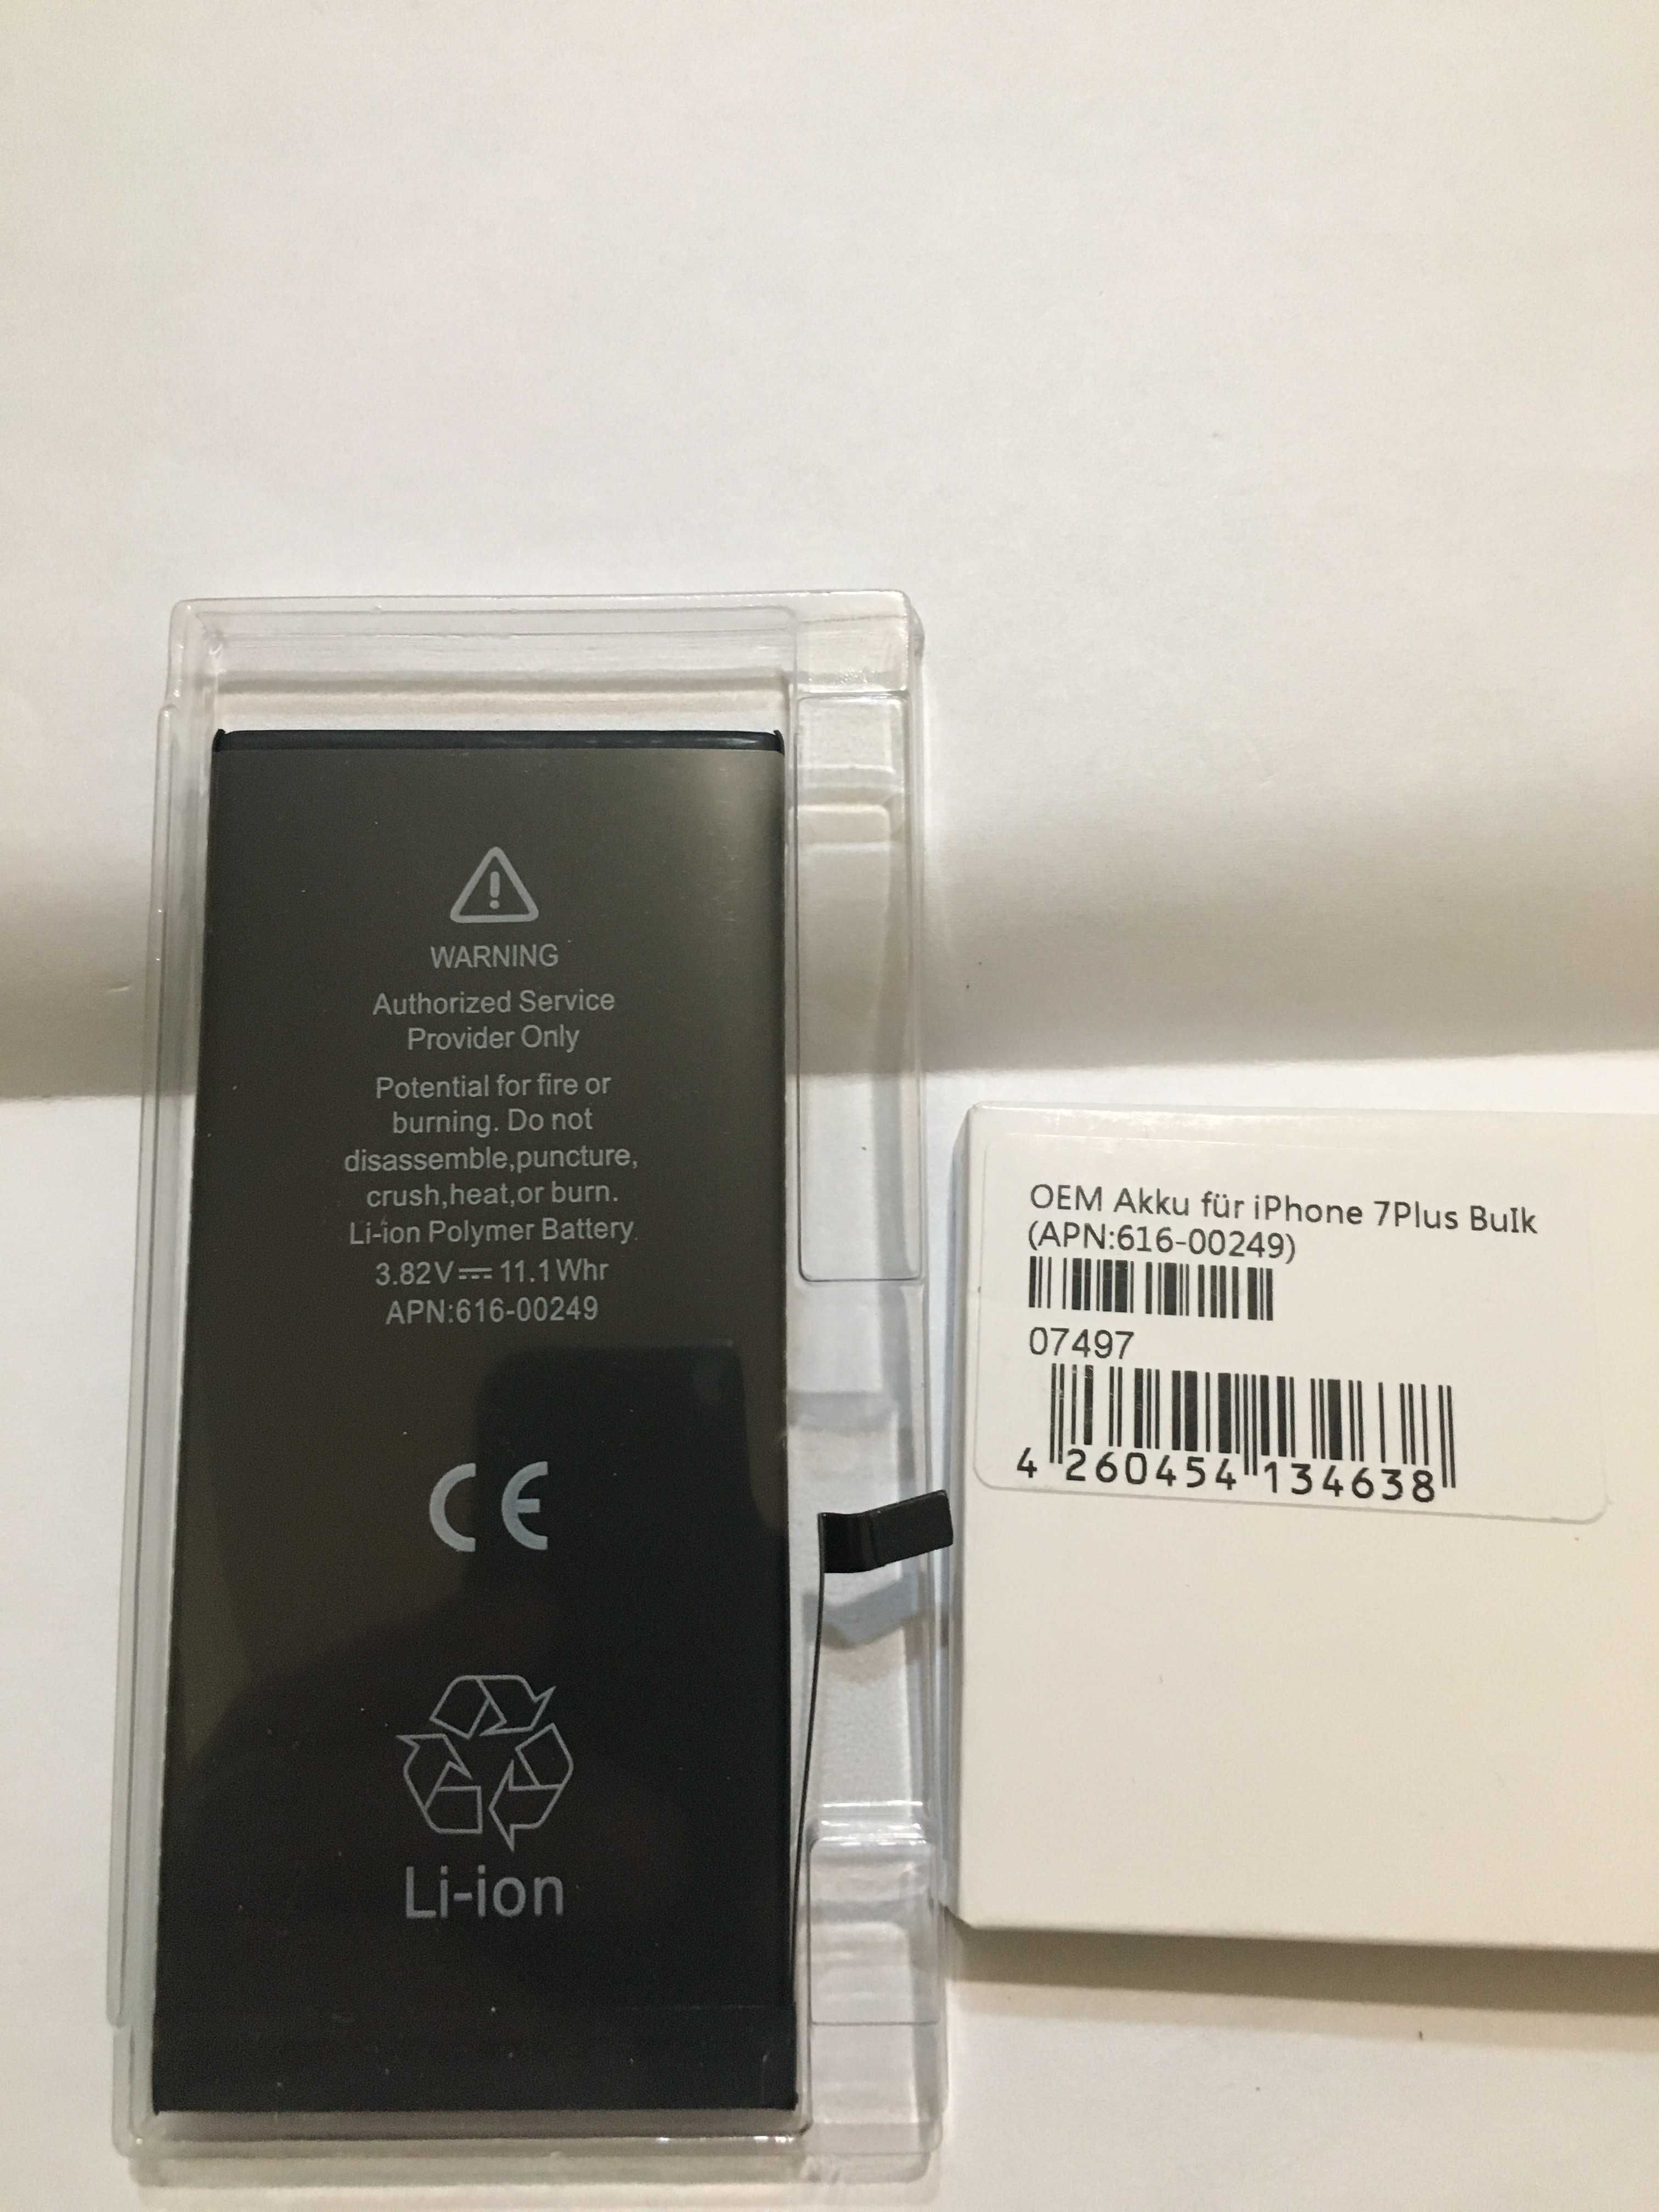 WARNING
Authorized Service
Provider Only
Potential for fire or
burning. Do not
disassemble,puncture,
crush,heat,or burn.
Li-ion Polymer Battery
3.82V⎓11.1Whr
APN:616-00249
CE
Li-ion
OEM Akku für iPhone 7Plus BuIk
(APN:616-00249)
07497
4 260454 134638